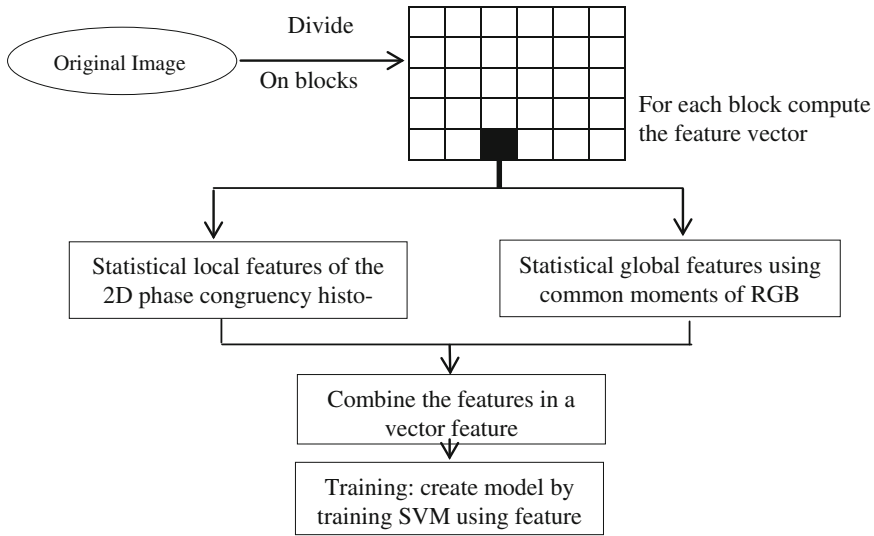 Original Image
Divide
On blocks
For each block compute
the feature vector
Statistical local features of the
2D phase congruency histo-
Statistical global features using
common moments of RGB
Combine the features in a
vector feature
Training: create model by
training SVM using feature